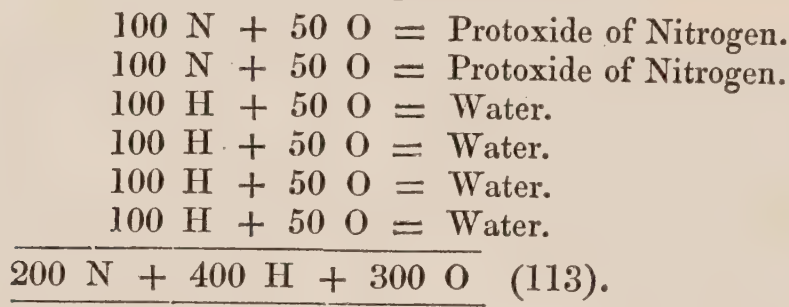 100 N + 50 O = Protoxide of Nitrogen.
100 N + 50 O = Protoxide of Nitrogen.
100 H + 50 O = Water.
100 H + 50 O = Water.
100 H + 50 O = Water.
100 H + 50 O = Water.
200 N + 400 H + 300 O (113).